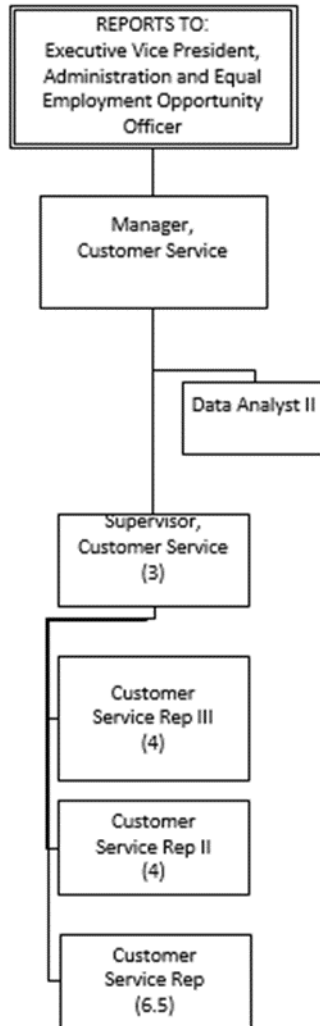 REPORTS TO:
Executive Vice President,
Administration and Equal
Employment Opportunity
Officer
Manager,
Customer Service
Data Analyst II
Supervisor,
Customer Service
(3)
Customer
Service Rep III
(4)
Customer
Service Rep II
(4)
Customer
Service Rep
(6.5)